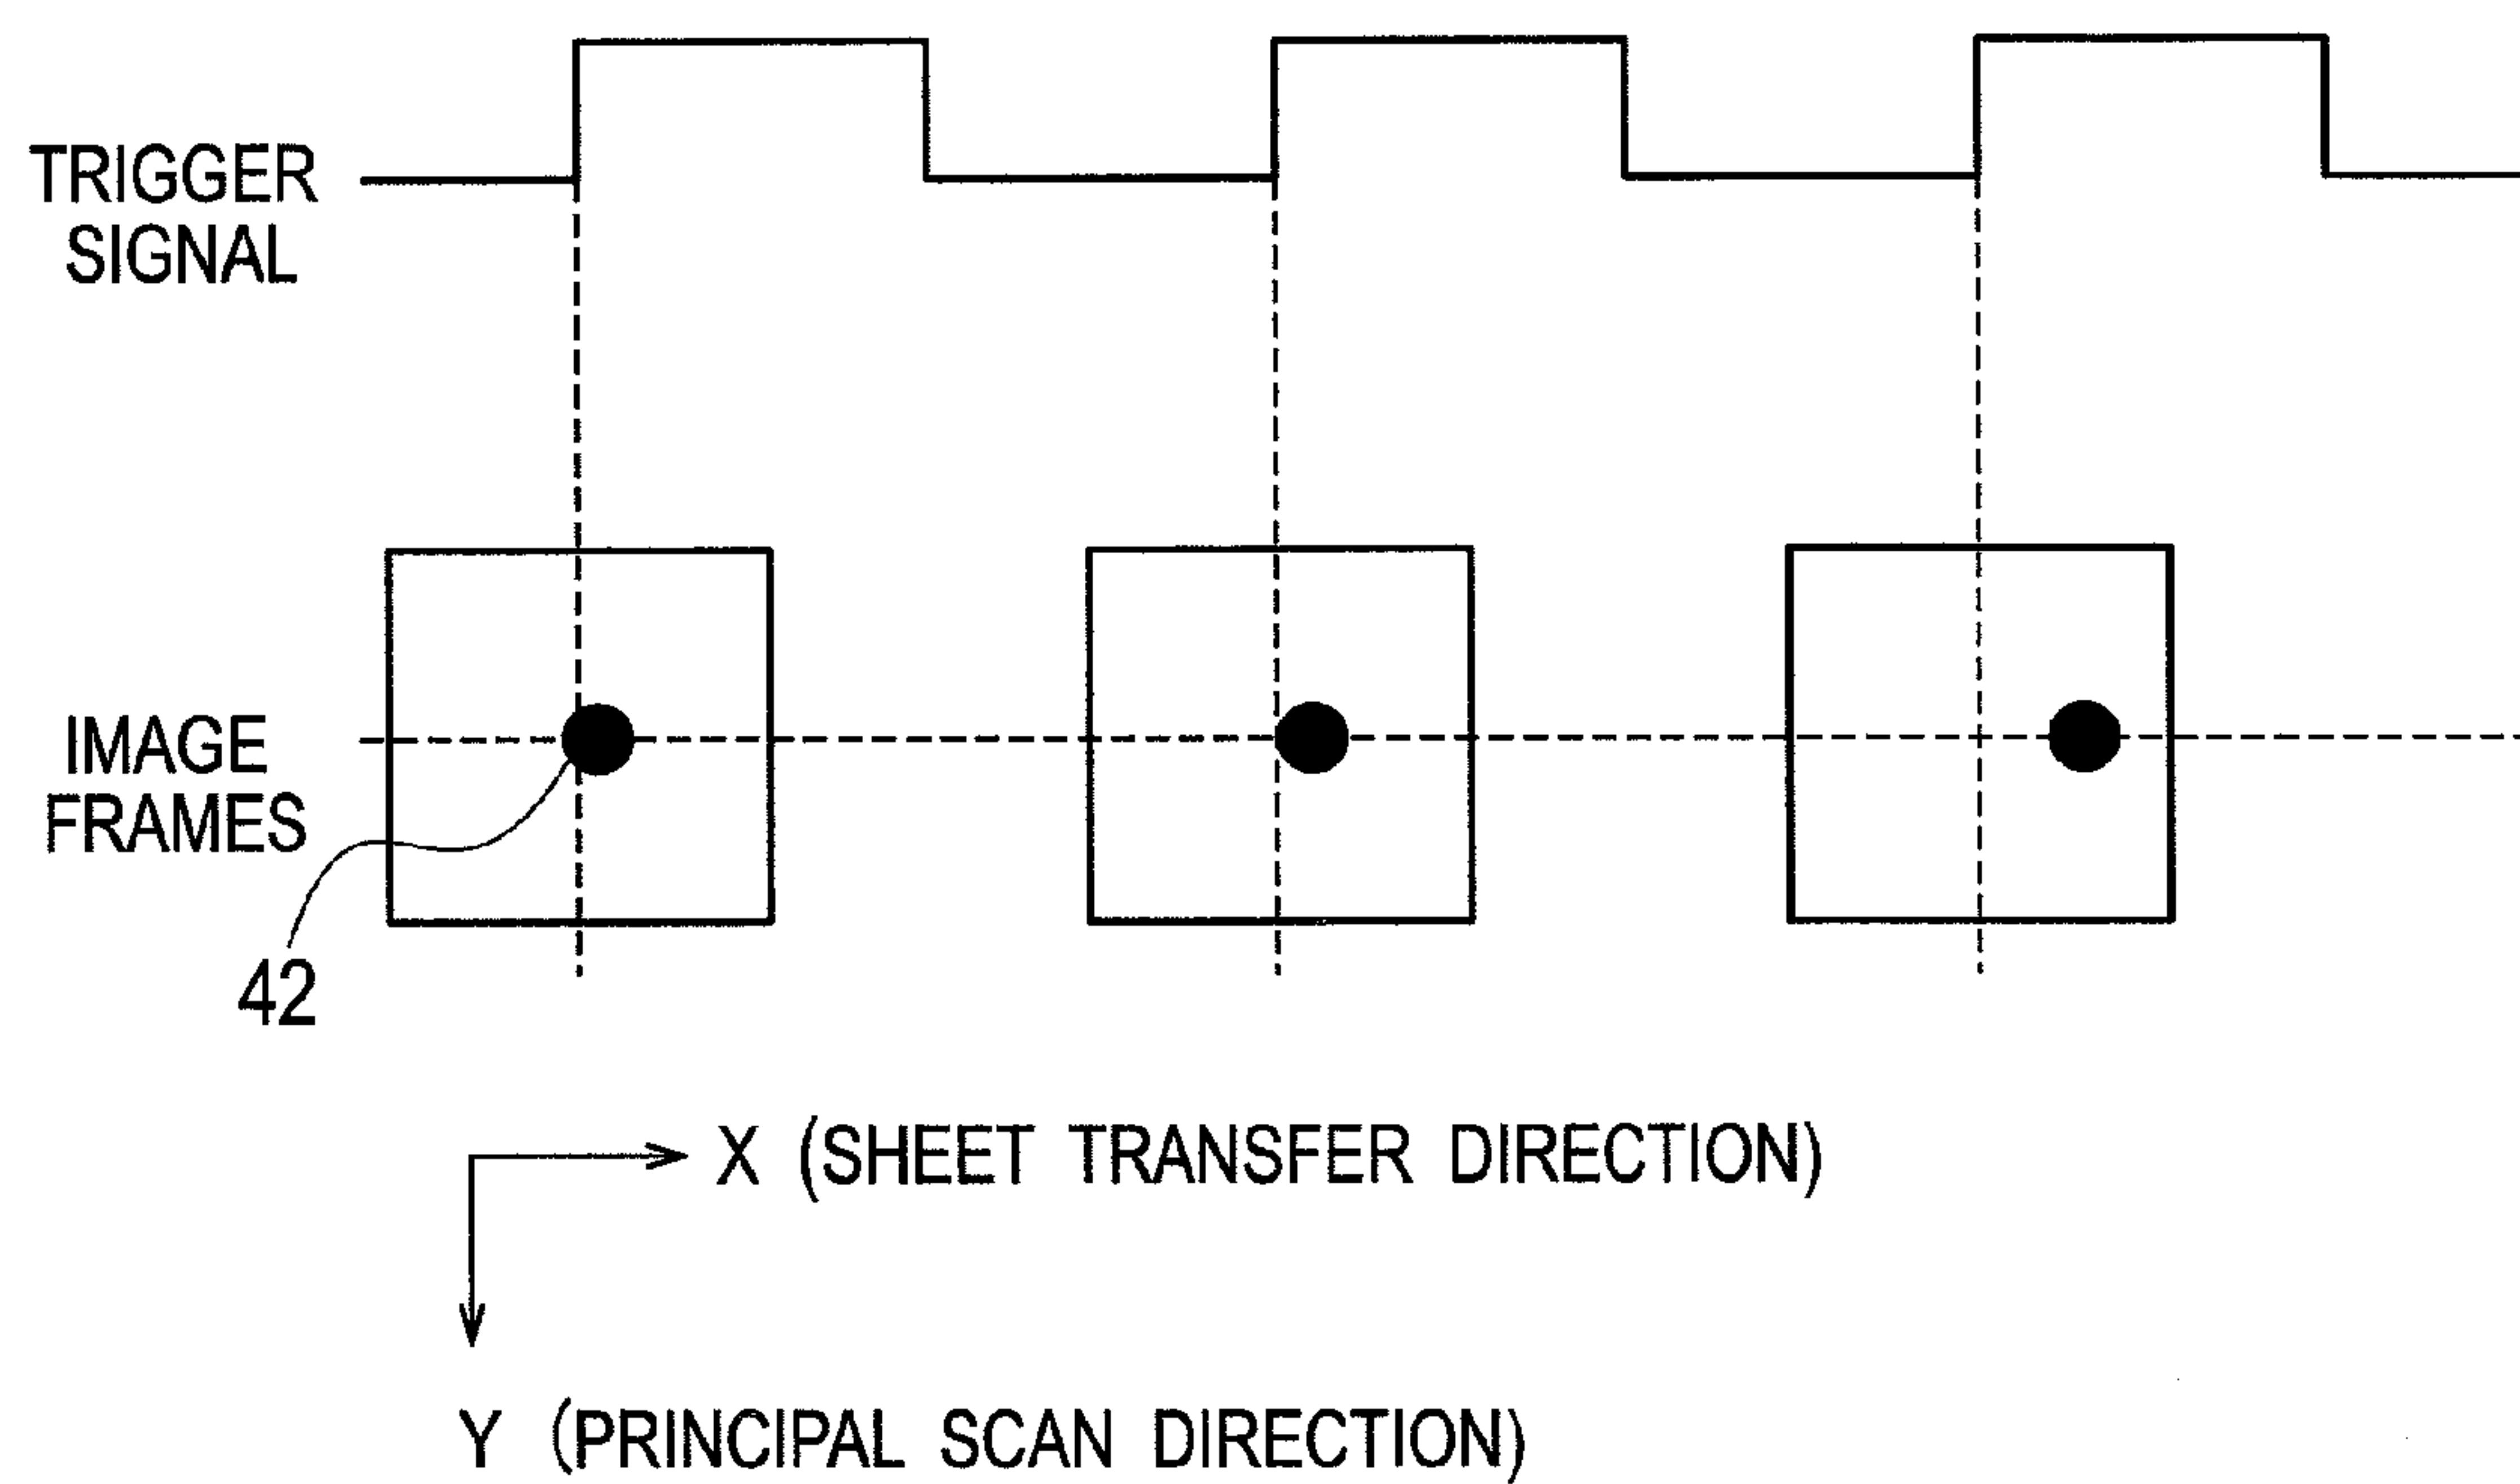 TRIGGER
SIGNAL
IMAGE
FRAMES
42
X (SHEET TRANSFER DIRECTION)
Y (PRINCIPAL SCAN DIRECTION)